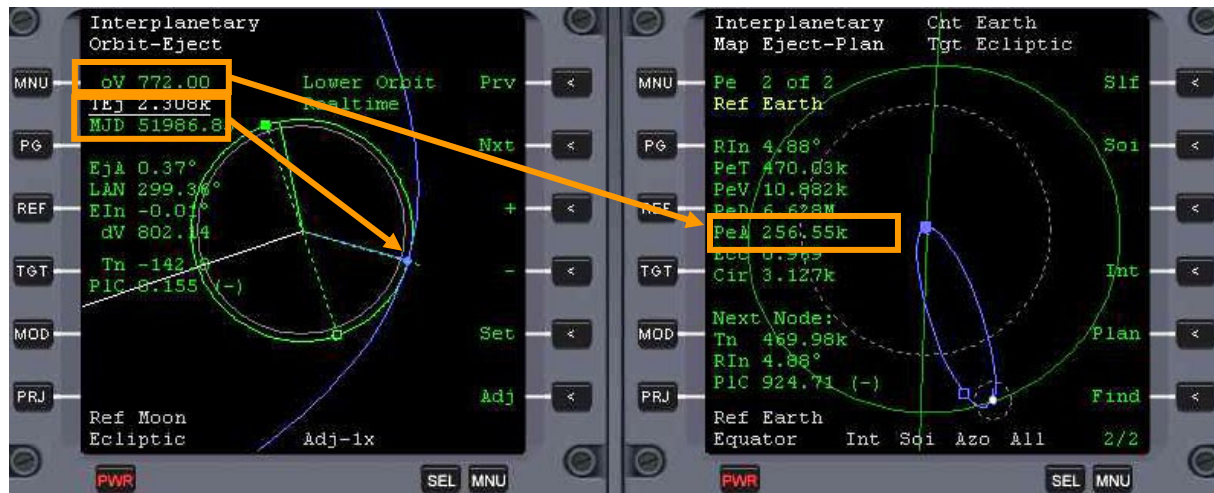 Interplanetary
Orbit-Eject
oV 772.00
Lower Orbit
TEj 2.308k
Realtime
MJD 51986.8
EjA 0.37°
LAN 299.36°
EIn -0.01°
dV 802.14
Tn -142.
PlC 0.155 (-)
Ref Moon
Ecliptic
Adj-1x
MNU
PG
REF
TGT
MOD
PRJ
Prv <
Nxt <
+ <
- <
Set <
Adj <
PWR
SEL MNU
Interplanetary Cnt Earth
Map Eject-Plan Tgt Ecliptic
Pe 2 of 2
Ref Earth
RIn 4.88°
PeT 470.03k
PeV 10.882k
PeD 6.628M
PeA 256.55k
Ecc 0.969
Cir 3.127k
Next Node:
Tn 469.98k
RIn 4.88°
PlC 924.71 (-)
Ref Earth
Equator Int Soi Azo All 2/2
MNU
PG
REF
TGT
MOD
PRJ
Slf <
Soi <
<
Int <
Plan <
Find <
PWR
SEL MNU